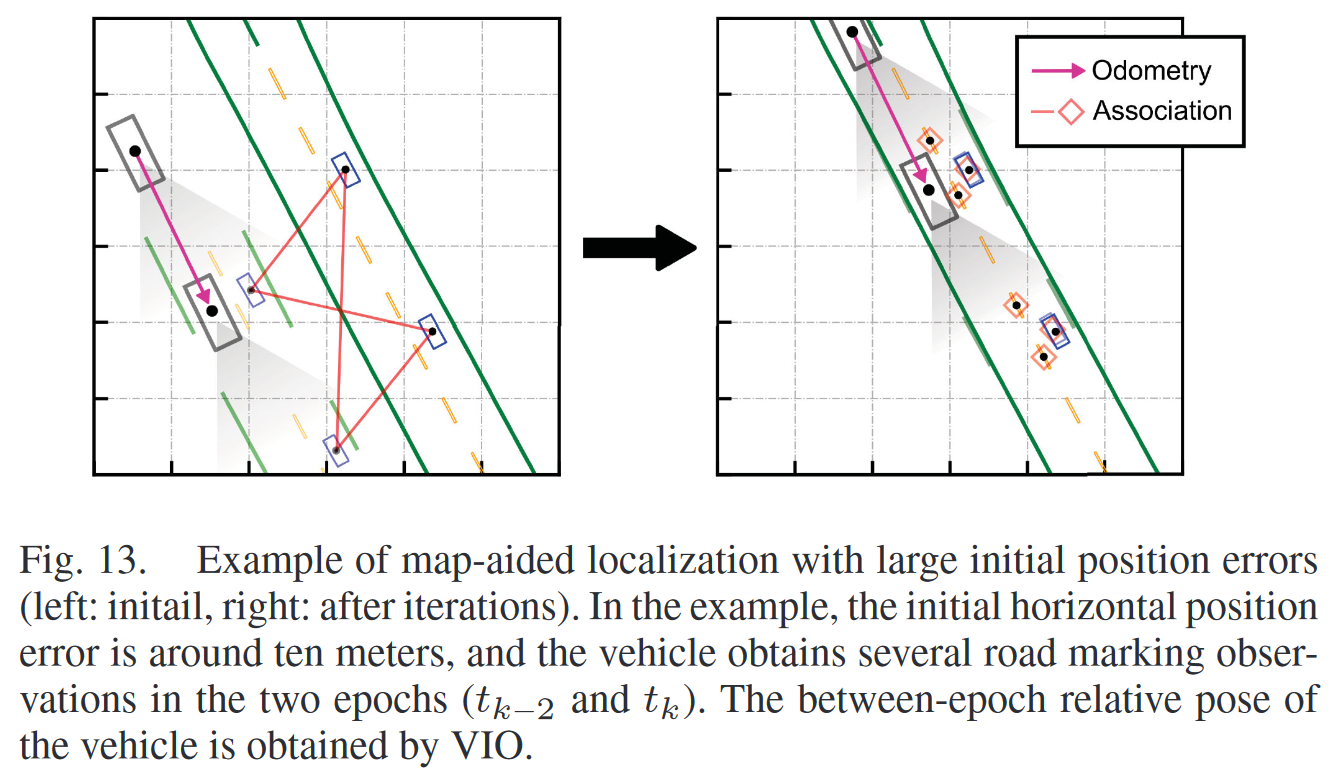 Odometry
Association
Fig. 13. Example of map-aided localization with large initial position errors
(left: initail, right: after iterations). In the example, the initial horizontal position
error is around ten meters, and the vehicle obtains several road marking obser-
vations in the two epochs (t_{k−2} and t_k). The between-epoch relative pose of
the vehicle is obtained by VIO.